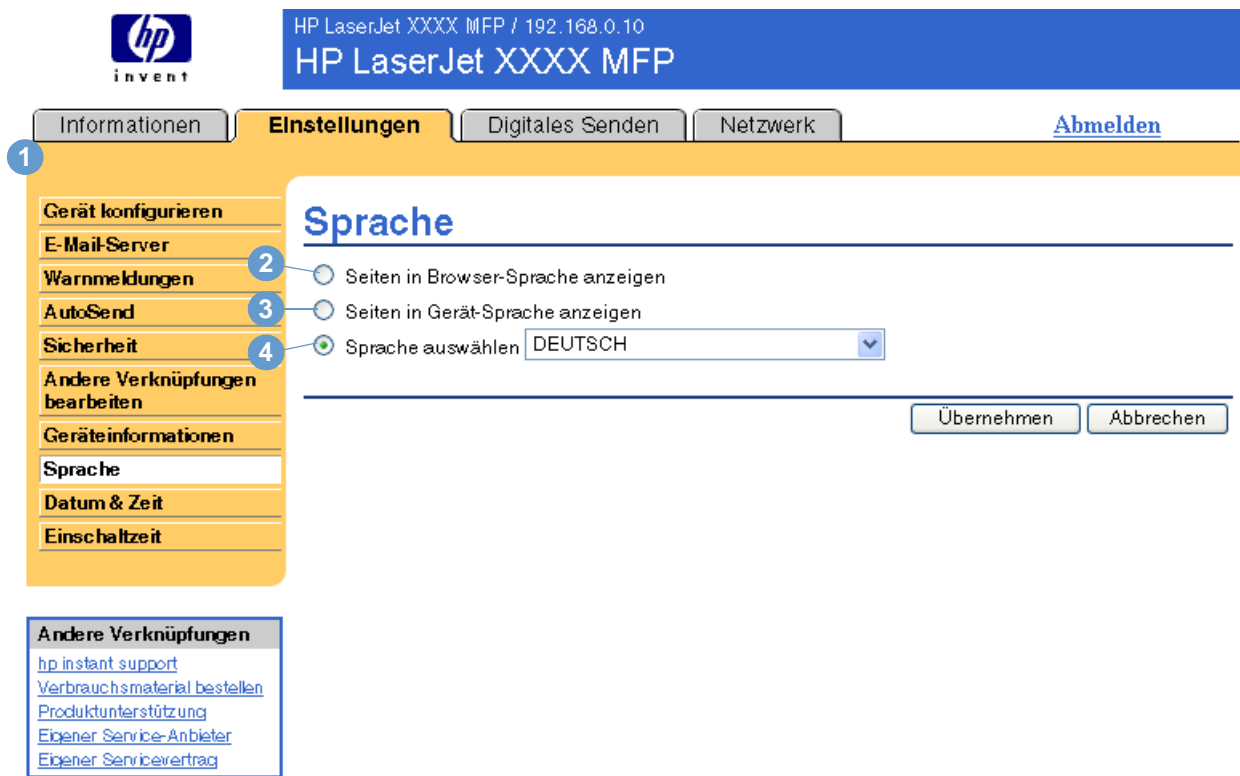 hp
invent
HP LaserJet XXXX MFP / 192.168.0.10
HP LaserJet XXXX MFP
Informationen
Einstellungen
Digitales Senden
Netzwerk
Abmelden
1
Gerät konfigurieren
E-Mail-Server
Warnmeldungen
AutoSend
Sicherheit
Andere Verknüpfungen
bearbeiten
Geräteinformationen
Sprache
Datum & Zeit
Einschaltzeit
Sprache
2
Seiten in Browser-Sprache anzeigen
3
Seiten in Gerät-Sprache anzeigen
4
Sprache auswählen DEUTSCH
Übernehmen
Abbrechen
Andere Verknüpfungen
hp instant support
Verbrauchsmaterial bestellen
Produktunterstützung
Eigener Service-Anbieter
Eigener Servicevertrag